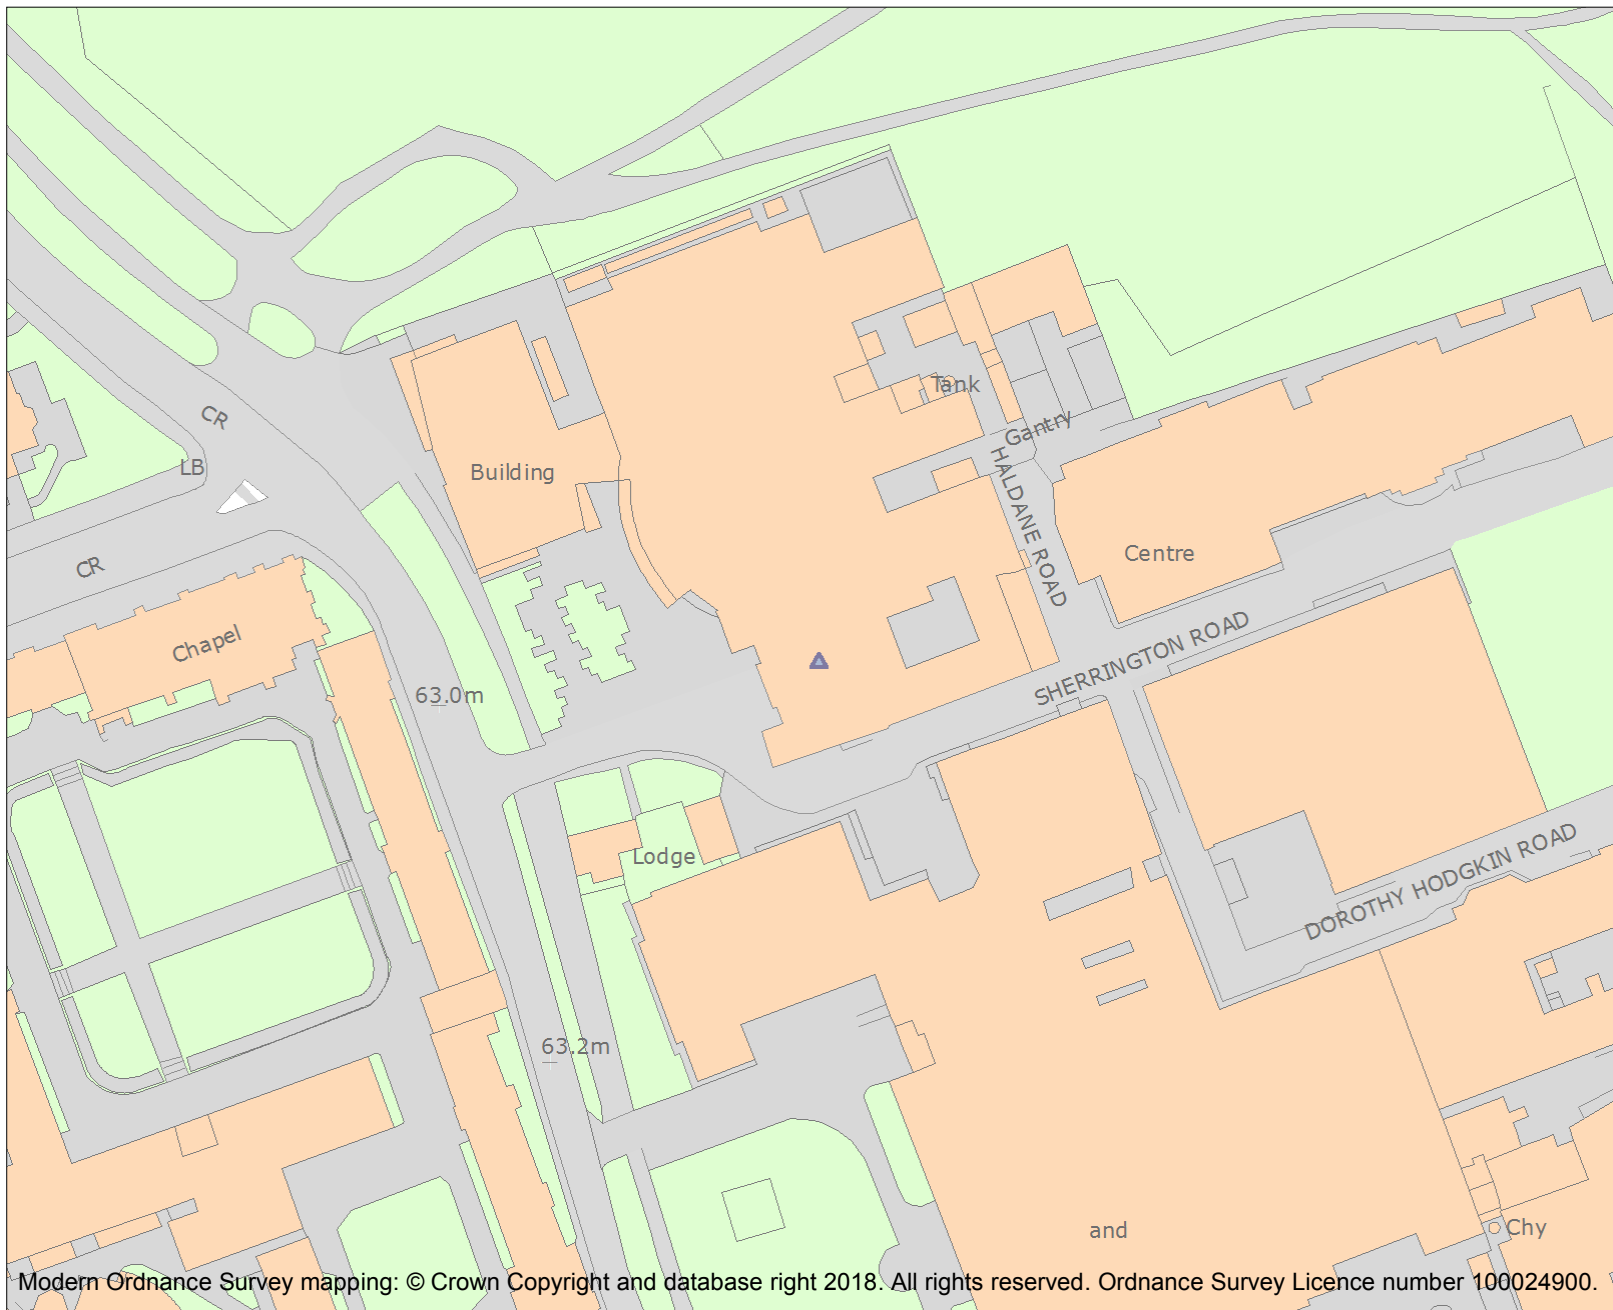 CR
LB
CR
Building
Tank
Gantry
HALDANE ROAD
Centre
Chapel
63.0m
SHERRINGTON ROAD
Lodge
DOROTHY HODGKIN ROAD
63.2m
and
Chy
Modern Ordnance Survey mapping: © Crown Copyright and database right 2018. All rights reserved. Ordnance Survey Licence number 100024900.